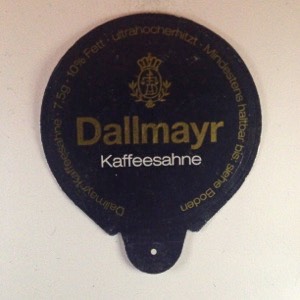 Dallmayr-Kaffeesahne · 7,5g · 10% Fett · ultrahocherhitzt · Mindestens haltbar bis: siehe Boden
Dallmayr
Kaffeesahne